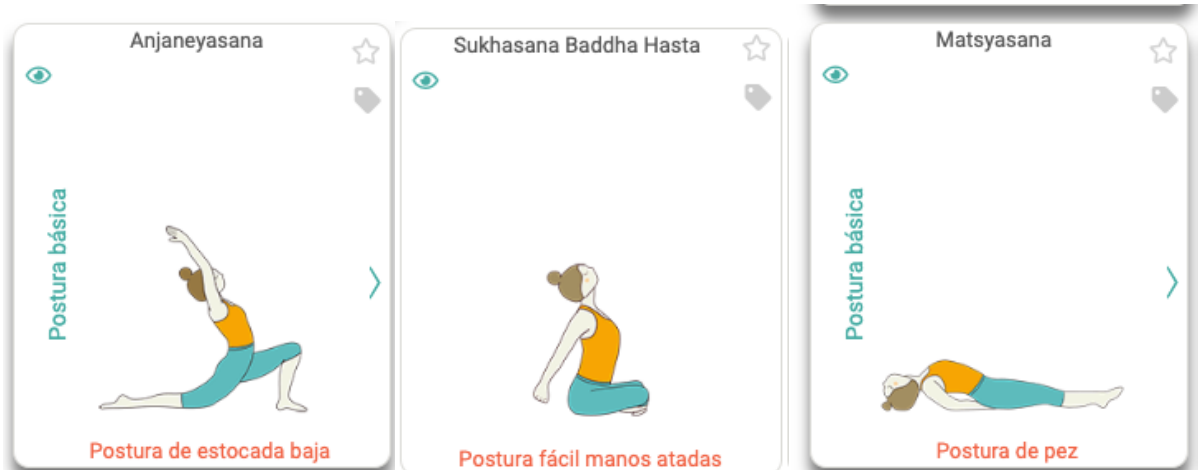 Anjaneyasana
Postura básica
Postura de estocada baja
Sukhasana Baddha Hasta
Postura fácil manos atadas
Matsyasana
Postura básica
Postura de pez